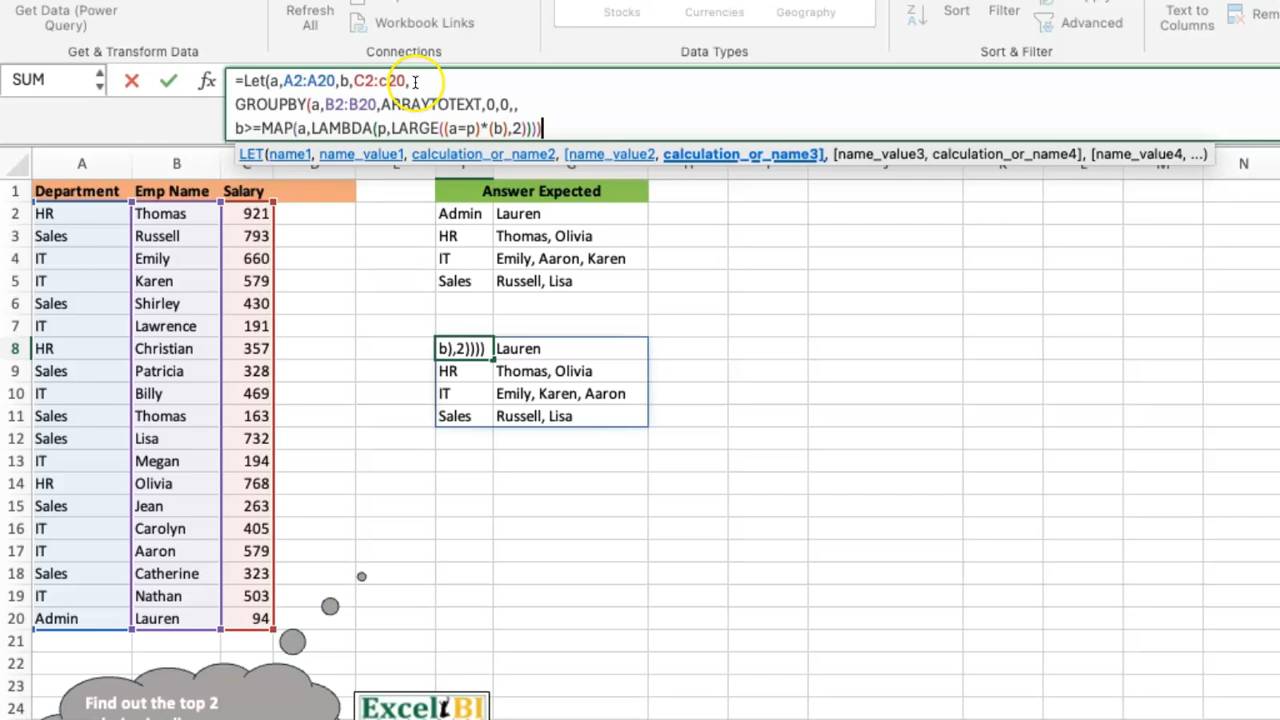 Get Data (Power Query)
Refresh All
Workbook Links
Stocks Currencies Geography
Sort Filter
Advanced
Text to Columns
Get & Transform Data Connections Data Types Sort & Filter
SUM fx
=Let(a,A2:A20,b,C2:c20,
GROUPBY(a,B2:B20,ARRAYTOTEXT,0,0,,
b>=MAP(a,LAMBDA(p,LARGE((a=p)*(b),2))))
LET(name1, name_value1, calculation_or_name2, [name_value2, calculation_or_name3], [name_value3, calculation_or_name4], [name_value4, ...)
A B N
1 Department Emp Name Salary Answer Expected
2 HR Thomas 921 Admin Lauren
3 Sales Russell 793 HR Thomas, Olivia
4 IT Emily 660 IT Emily, Aaron, Karen
5 IT Karen 579 Sales Russell, Lisa
6 Sales Shirley 430
7 IT Lawrence 191
8 HR Christian 357 b),2)))) Lauren
9 Sales Patricia 328 HR Thomas, Olivia
10 IT Billy 469 IT Emily, Karen, Aaron
11 Sales Thomas 163 Sales Russell, Lisa
12 Sales Lisa 732
13 IT Megan 194
14 HR Olivia 768
15 Sales Jean 263
16 IT Carolyn 405
17 IT Aaron 579
18 Sales Catherine 323
19 IT Nathan 503
20 Admin Lauren 94
21
22
23
24
Find out the top 2
Excel BI